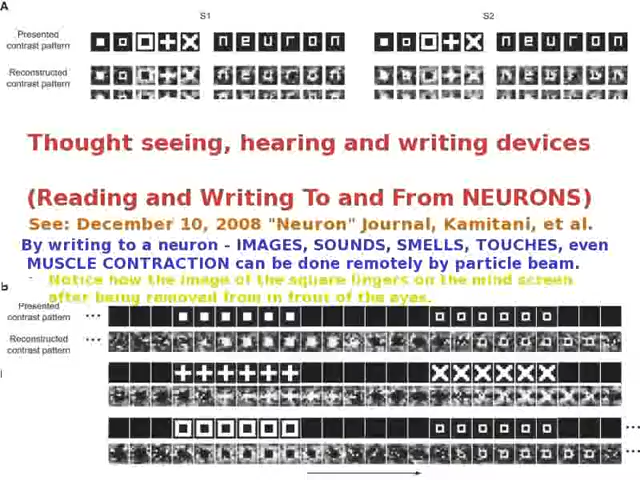 A
S1 S2
Presented
contrast pattern
neuron neuron
Reconstructed
contrast pattern
neuron neuron
Thought seeing, hearing and writing devices
(Reading and Writing To and From NEURONS)
See: December 10, 2008 "Neuron" Journal, Kamitani, et al.
By writing to a neuron - IMAGES, SOUNDS, SMELLS, TOUCHES, even
MUSCLE CONTRACTION can be done remotely by particle beam.
Notice how the image of the square lingers on the mind screen
after being removed from in front of the eyes.
Presented
contrast pattern
Reconstructed
contrast pattern